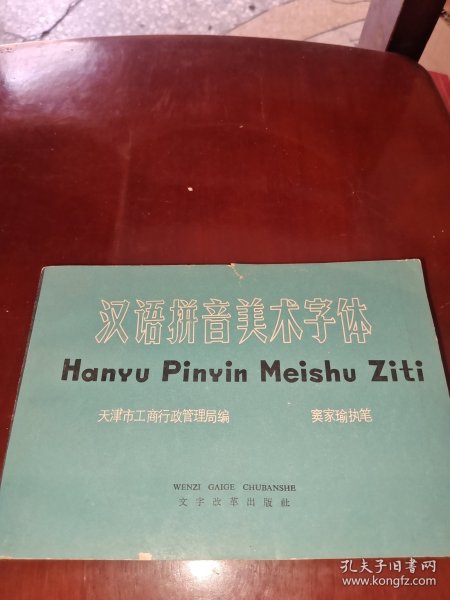 汉语拼音美术字体
Hanyu Pinyin Meishu Ziti
天津市工商行政管理局编 窦家瑜执笔
WENZI GAIGE CHUBANSHE
文字改革出版社
孔夫子旧书网
www.kongfz.com